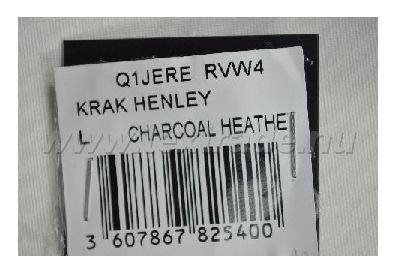 Q1JERE RVW4
KRAK HENLEY
L CHARCOAL HEATHE
3 607867 825400